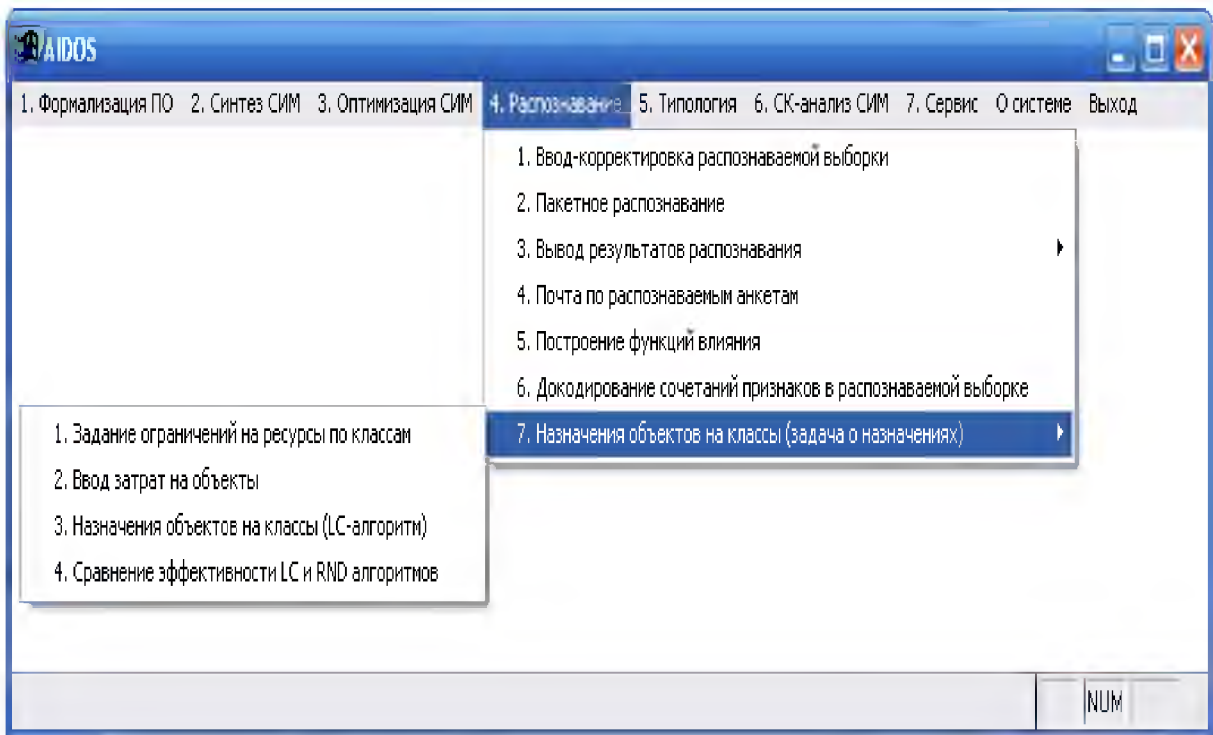 AIDOS
1. Формализация ПО 2. Синтез СИМ 3. Оптимизация СИМ 4. Распознавание 5. Типология 6. СК-анализ СИМ 7. Сервис О системе Выход
1. Ввод-корректировка распознаваемой выборки
2. Пакетное распознавание
3. Вывод результатов распознавания
4. Почта по распознаваемым анкетам
5. Построение функций влияния
6. Докодирование сочетаний признаков в распознаваемой выборке
7. Назначения объектов на классы (задача о назначениях)
1. Задание ограничений на ресурсы по классам
2. Ввод затрат на объекты
3. Назначения объектов на классы (LC-алгоритм)
4. Сравнение эффективности LC и RND алгоритмов
NUM